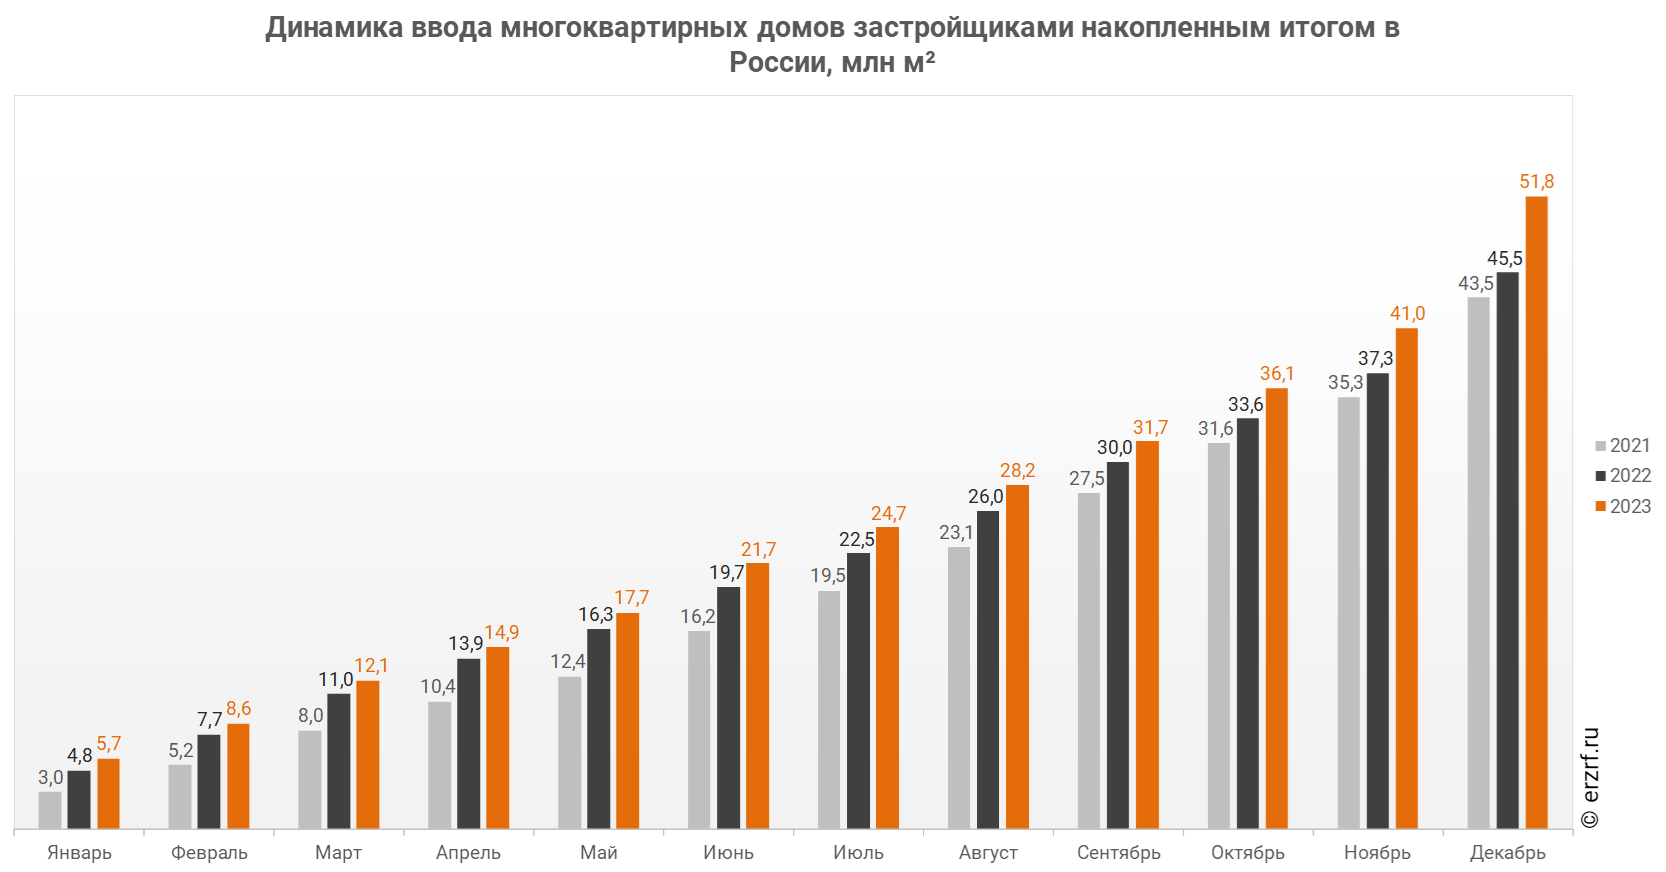 Динамика ввода многоквартирных домов застройщиками накопленным итогом в
России, млн м²
3,0
4,8
5,7
5,2
7,7
8,6
8,0
11,0
12,1
10,4
13,9
14,9
12,4
16,3
17,7
16,2
19,7
21,7
19,5
22,5
24,7
23,1
26,0
28,2
27,5
30,0
31,7
31,6
33,6
36,1
35,3
37,3
41,0
43,5
45,5
51,8
Январь
Февраль
Март
Апрель
Май
Июнь
Июль
Август
Сентябрь
Октябрь
Ноябрь
Декабрь
2021
2022
2023
© erzrf.ru